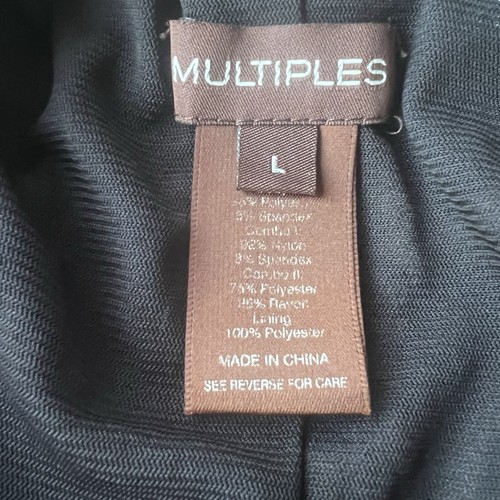 MULTIPLES
L
Polyester
5% Spandex
Combo I:
92% Nylon
8% Spandex
Combo II:
75% Polyester
25% Rayon
Lining
100% Polyester
MADE IN CHINA
SEE REVERSE FOR CARE